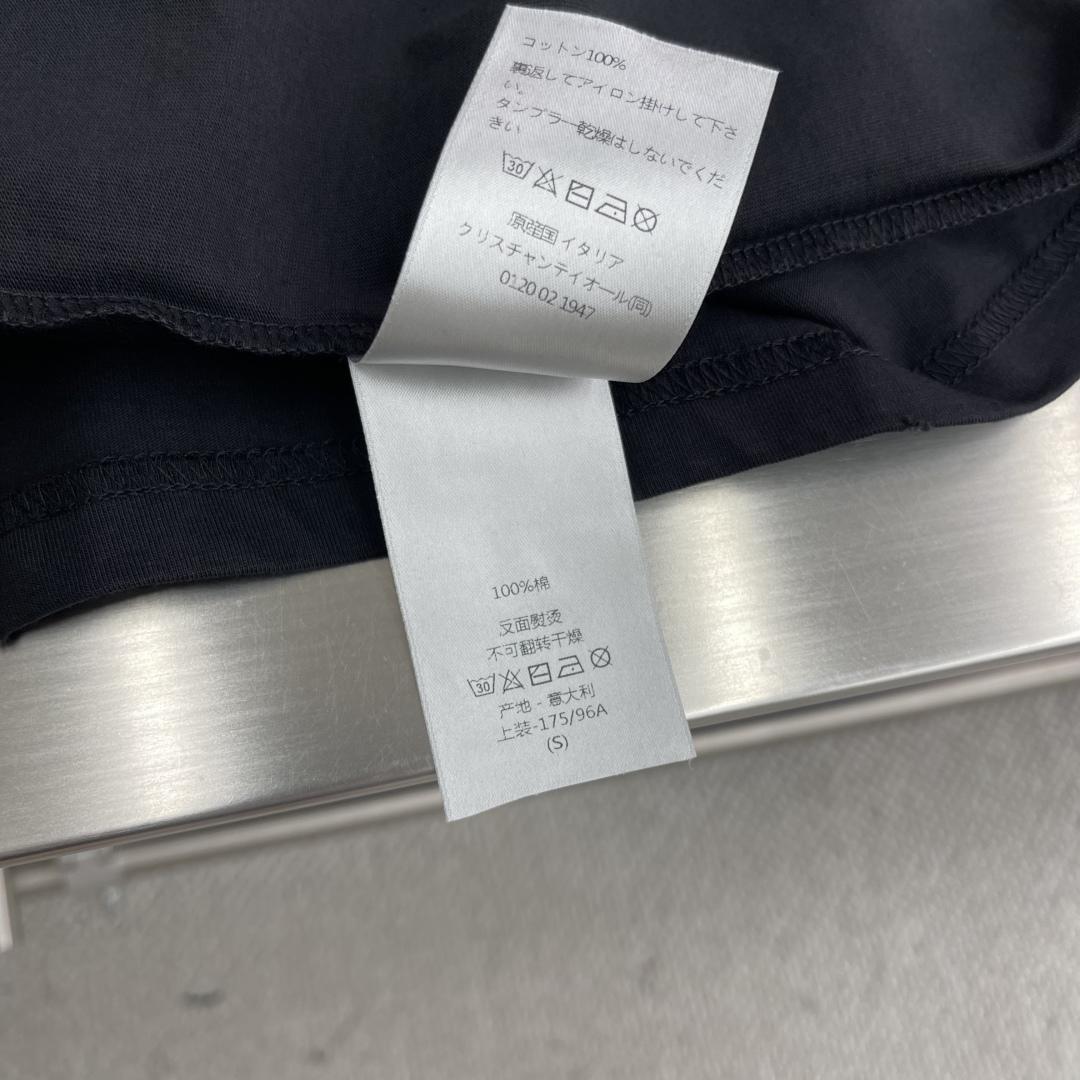 コットン100%
裏返してアイロン掛けして下さ
い。
タンブラー乾燥はしないでくだ
きい
30
原産国 イタリア
クリスチャンテイオール(同)
0120 02 1947
100%棉
反面熨烫
不可翻转干燥
30
产地 - 意大利
上装-175/96A
(S)